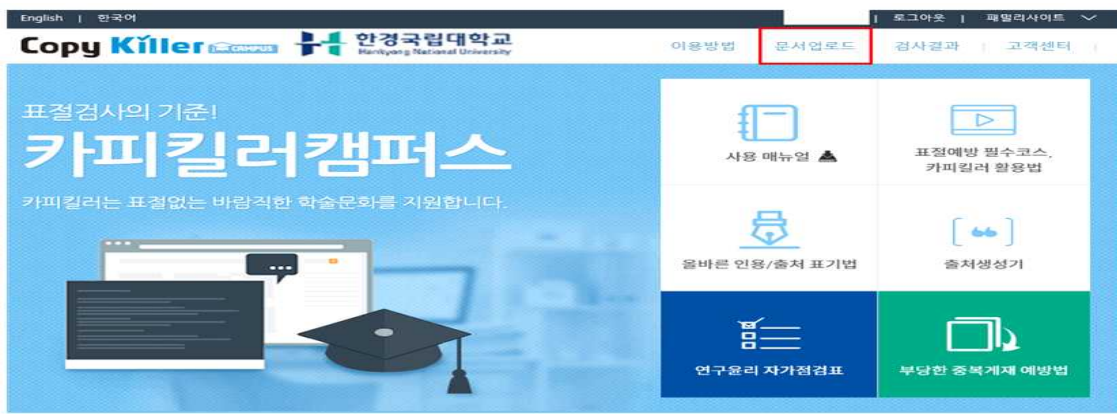 English | 한국어
| 로그아웃 | 패밀리사이트
Copy Killer CAMPUS 한경국립대학교
Hankyong National University
이용방법 문서업로드 검사결과 고객센터
표절검사의 기준!
카피킬러캠퍼스
카피킬러는 표절없는 바람직한 학술문화를 지원합니다.
사용 매뉴얼
표절예방 필수코스,
카피킬러 활용법
올바른 인용/출처 표기법
출처생성기
연구윤리 자가점검표
부당한 중복게재 예방법